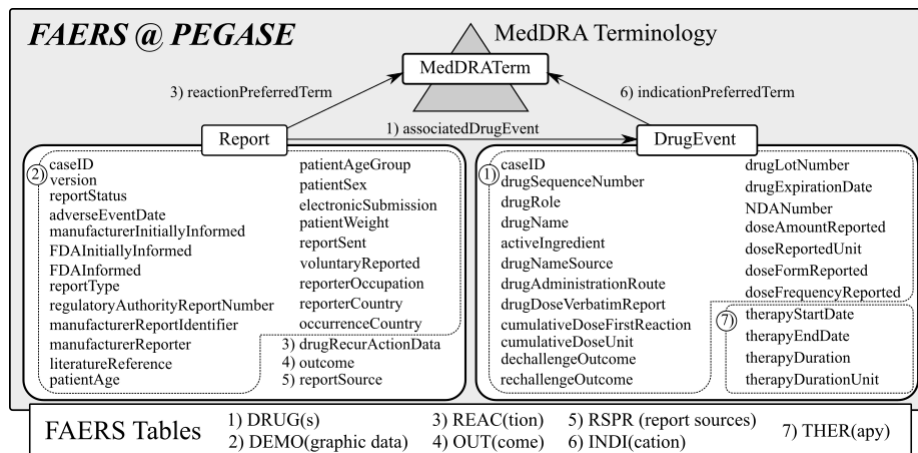 FAERS @ PEGASE
MedDRA Terminology
MedDRATerm
3) reactionPreferredTerm
6) indicationPreferredTerm
1) associatedDrugEvent
Report
DrugEvent
2)
caseID
version
reportStatus
adverseEventDate
manufacturerInitiallyInformed
FDAInitiallyInformed
FDAInformed
reportType
regulatoryAuthorityReportNumber
manufacturerReportIdentifier
manufacturerReporter
literatureReference
patientAge
patientAgeGroup
patientSex
electronicSubmission
patientWeight
reportSent
voluntaryReported
reporterOccupation
reporterCountry
occurrenceCountry
3) drugRecurActionData
4) outcome
5) reportSource
1)
caseID
drugSequenceNumber
drugRole
drugName
activeIngredient
drugNameSource
drugAdministrationRoute
drugDoseVerbatimReport
cumulativeDoseFirstReaction
cumulativeDoseUnit
dechallengeOutcome
rechallengeOutcome
drugLotNumber
drugExpirationDate
NDANumber
doseAmountReported
doseReportedUnit
doseFormReported
doseFrequencyReported
7)
therapyStartDate
therapyEndDate
therapyDuration
therapyDurationUnit
FAERS Tables
1) DRUG(s)
2) DEMO(graphic data)
3) REAC(tion)
4) OUT(come)
5) RSPR (report sources)
6) INDI(cation)
7) THER(apy)